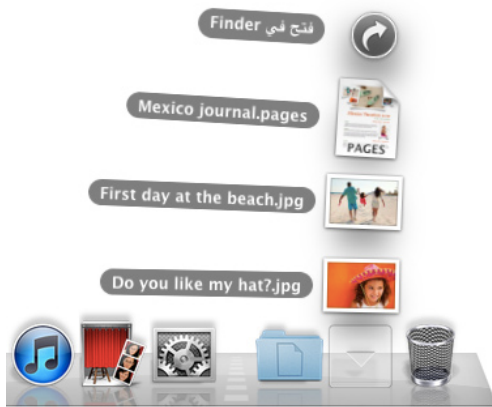 فتح في Finder
Mexico journal.pages
PAGES
First day at the beach.jpg
Do you like my hat?.jpg